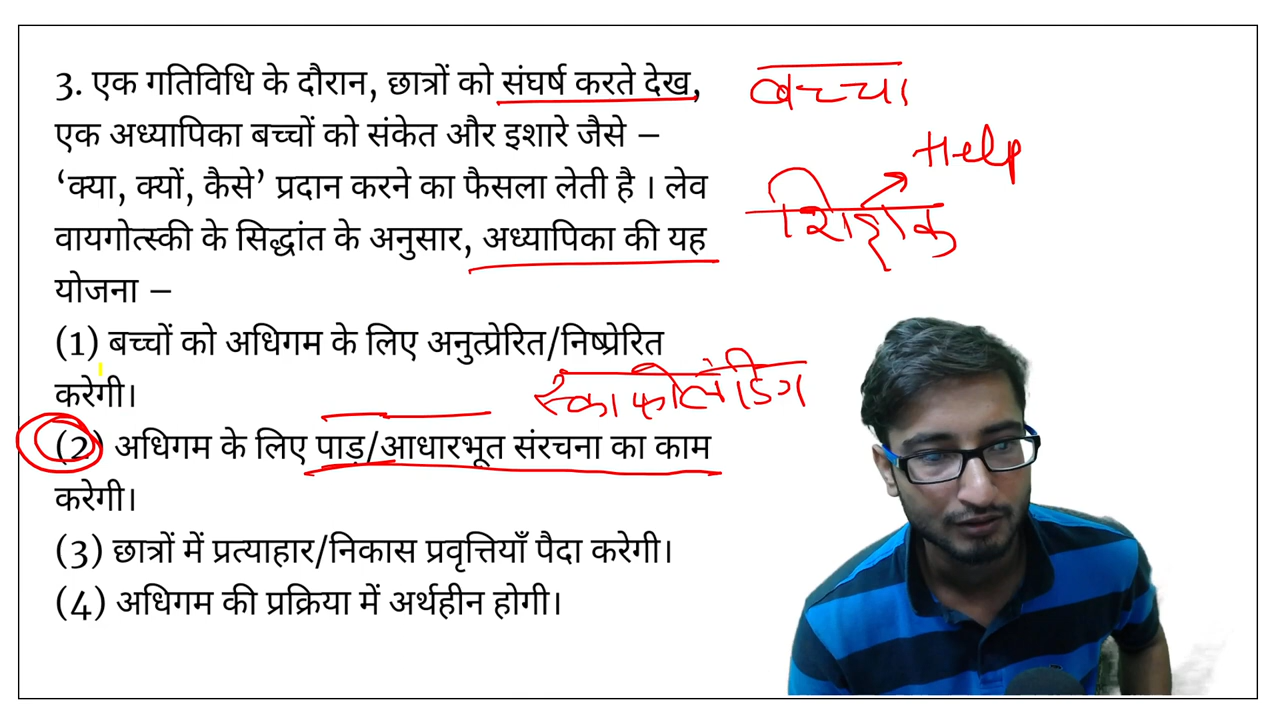 3. एक गतिविधि के दौरान, छात्रों को संघर्ष करते देख,
एक अध्यापिका बच्चों को संकेत और इशारे जैसे –
‘क्या, क्यों, कैसे’ प्रदान करने का फैसला लेती है । लेव
वायगोत्स्की के सिद्धांत के अनुसार, अध्यापिका की यह
योजना –
(1) बच्चों को अधिगम के लिए अनुत्प्रेरित/निष्प्रेरित
करेगी।
(2) अधिगम के लिए पाड़/आधारभूत संरचना का काम
करेगी।
(3) छात्रों में प्रत्याहार/निकास प्रवृत्तियाँ पैदा करेगी।
(4) अधिगम की प्रक्रिया में अर्थहीन होगी।
बच्चा
Help
शिक्षक
स्काफोलडिंग